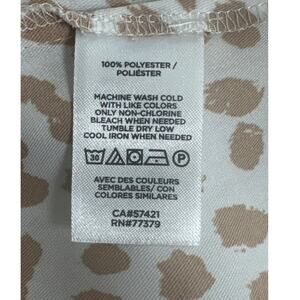 100% POLYESTER /
POLIÉSTER
MACHINE WASH COLD
WITH LIKE COLORS
ONLY NON-CHLORINE
BLEACH WHEN NEEDED
TUMBLE DRY LOW
COOL IRON WHEN NEEDED
30 P
AVEC DES COULEURS
SEMBLABLES/ CON
COLORES SIMILARES
CA#57421
RN#77379